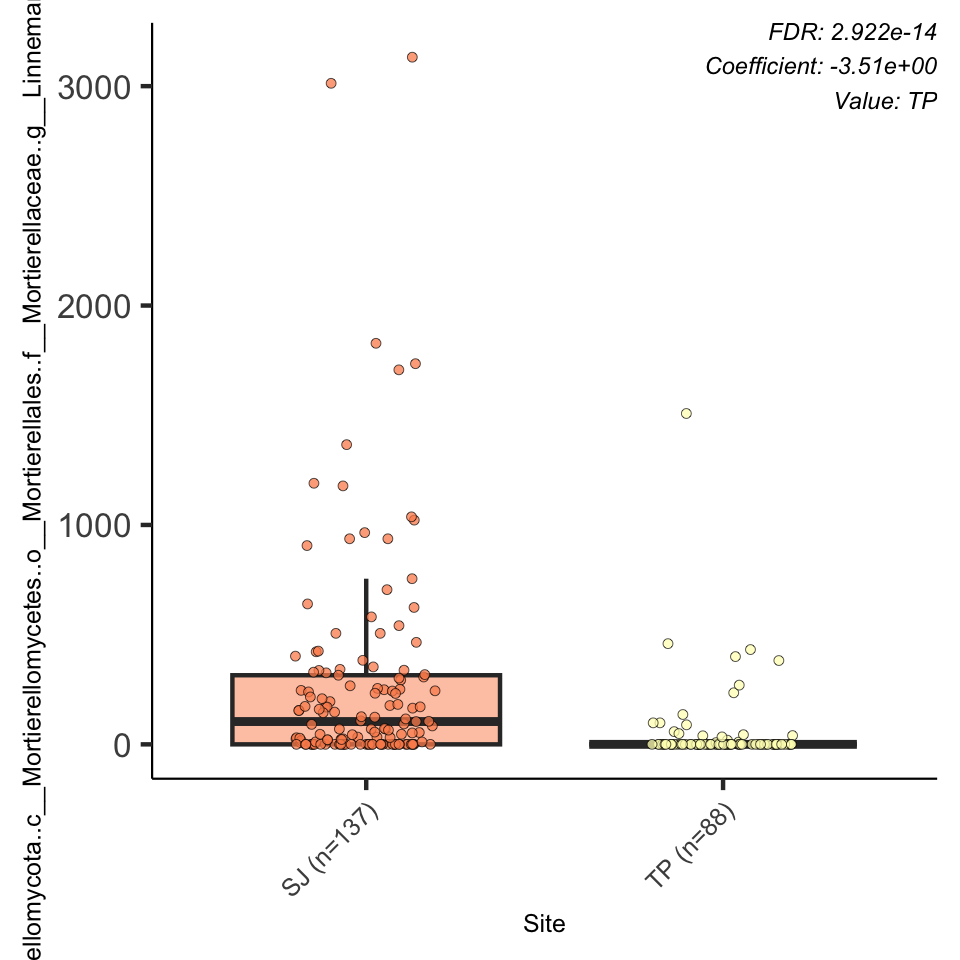 FDR: 2.922e-14
Coefficient: -3.51e+00
Value: TP
ellomycota..c__Mortierellomycetes..o__Mortierellales..f__Mortierellaceae..g__Linnema
3000
2000
1000
0
SJ (n=137)
TP (n=88)
Site